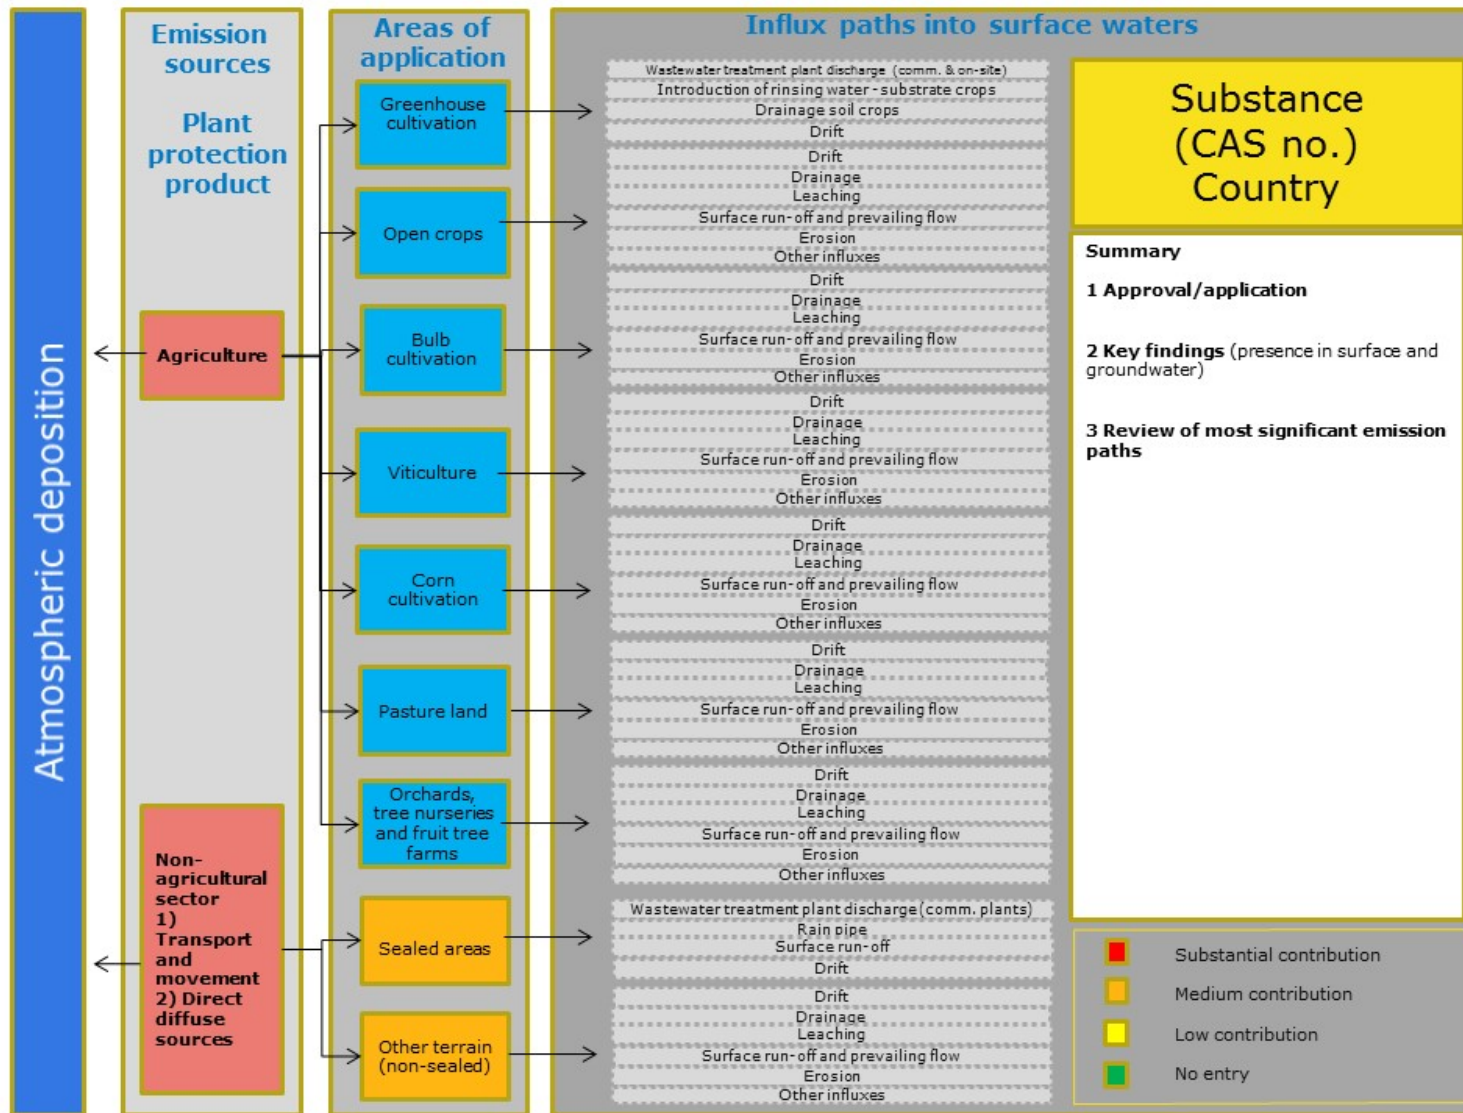 Atmospheric deposition
Emission
sources
Plant
protection
product
Agriculture
Non-
agricultural
sector
1)
Transport
and
movement
2) Direct
diffuse
sources
Areas of
application
Greenhouse
cultivation
Open crops
Bulb
cultivation
Viticulture
Corn
cultivation
Pasture land
Orchards,
tree nurseries
and fruit tree
farms
Sealed areas
Other terrain
(non-sealed)
Influx paths into surface waters
Wastewater treatment plant discharge (comm. & on-site)
Introduction of rinsing water - substrate crops
Drainage soil crops
Drift
Drift
Drainage
Leaching
Surface run-off and prevailing flow
Erosion
Other influxes
Drift
Drainage
Leaching
Surface run-off and prevailing flow
Erosion
Other influxes
Drift
Drainage
Leaching
Surface run-off and prevailing flow
Erosion
Other influxes
Drift
Drainage
Leaching
Surface run-off and prevailing flow
Erosion
Other influxes
Drift
Drainage
Leaching
Surface run-off and prevailing flow
Erosion
Other influxes
Drift
Drainage
Leaching
Surface run-off and prevailing flow
Erosion
Other influxes
Wastewater treatment plant discharge (comm. plants)
Rain pipe
Surface run-off
Drift
Drift
Drainage
Leaching
Surface run-off and prevailing flow
Erosion
Other influxes
Substance
(CAS no.)
Country
Summary
1 Approval/application
2 Key findings (presence in surface and
groundwater)
3 Review of most significant emission
paths
Substantial contribution
Medium contribution
Low contribution
No entry